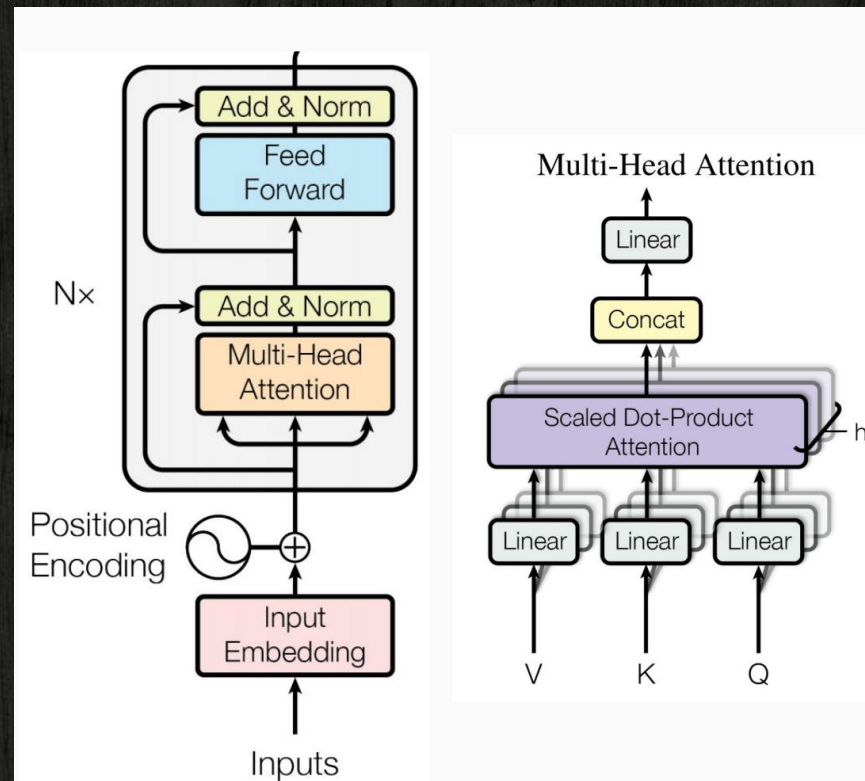 Add & Norm
Feed
Forward
Nx
Add & Norm
Multi-Head
Attention
Positional
Encoding
Input
Embedding
Inputs
Multi-Head Attention
Linear
Concat
Scaled Dot-Product
Attention
h
Linear
Linear
Linear
V
K
Q